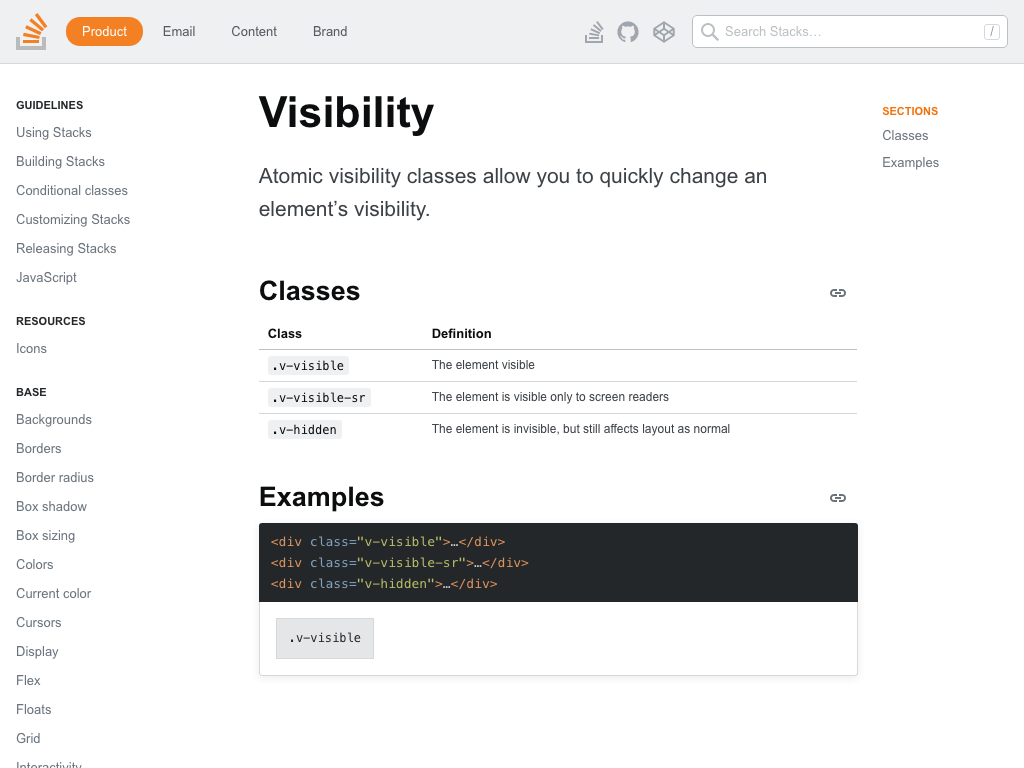 Product Email Content Brand Search Stacks… /
GUIDELINES
Using Stacks
Building Stacks
Conditional classes
Customizing Stacks
Releasing Stacks
JavaScript
RESOURCES
Icons
BASE
Backgrounds
Borders
Border radius
Box shadow
Box sizing
Colors
Current color
Cursors
Display
Flex
Floats
Grid
Interactivity
Visibility
Atomic visibility classes allow you to quickly change an
element’s visibility.
Classes
Class Definition
.v-visible The element visible
.v-visible-sr The element is visible only to screen readers
.v-hidden The element is invisible, but still affects layout as normal
Examples
<div class="v-visible">…</div>
<div class="v-visible-sr">…</div>
<div class="v-hidden">…</div>
.v-visible
SECTIONS
Classes
Examples